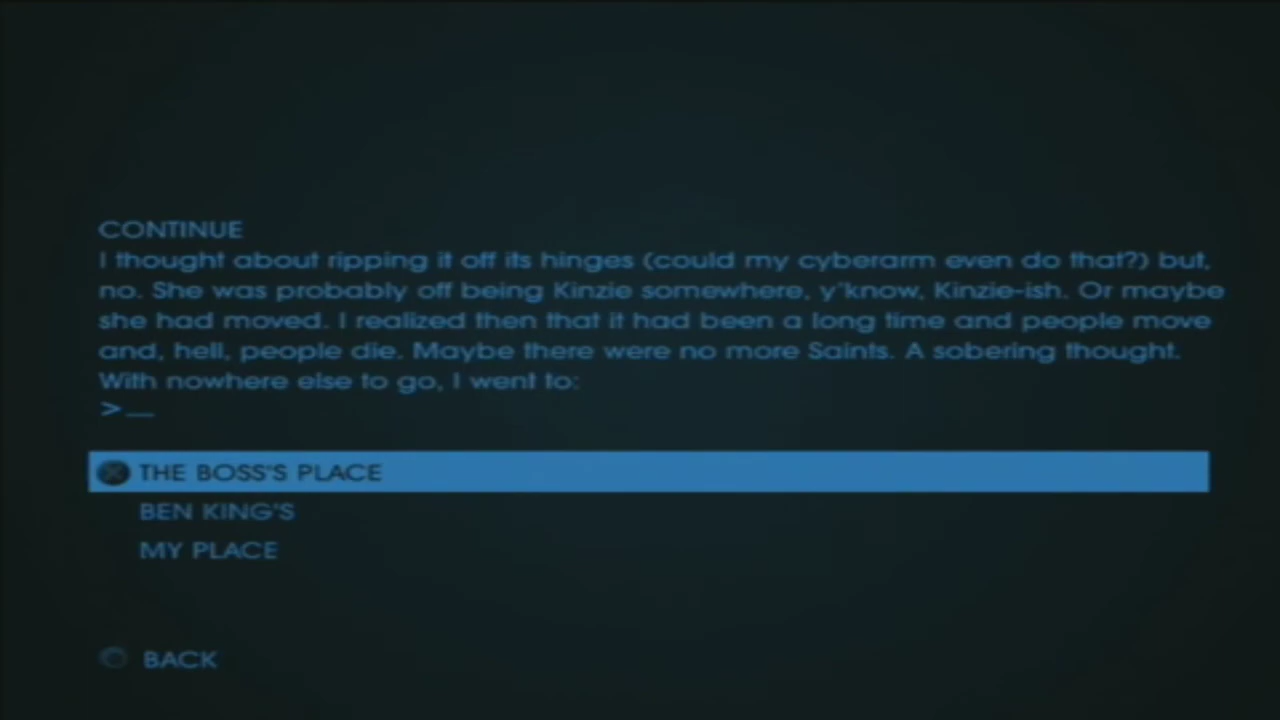 CONTINUE
I thought about ripping it off its hinges (could my cyberarm even do that?) but,
no. She was probably off being Kinzie somewhere, y'know, Kinzie-ish. Or maybe
she had moved. I realized then that it had been a long time and people move
and, hell, people die. Maybe there were no more Saints. A sobering thought.
With nowhere else to go, I went to:
>__
THE BOSS'S PLACE
BEN KING'S
MY PLACE
BACK